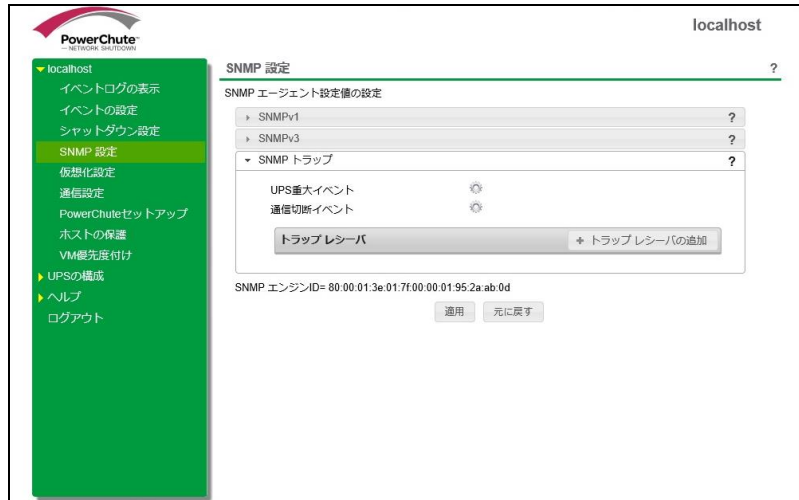 PowerChute
NETWORK SHUTDOWN
localhost
localhost
イベントログの表示
イベントの設定
シャットダウン設定
SNMP 設定
仮想化設定
通信設定
PowerChuteセットアップ
ホストの保護
VM優先度付け
UPSの構成
ヘルプ
ログアウト
SNMP 設定 ?
SNMP エージェント設定値の設定
SNMPv1 ?
SNMPv3 ?
SNMP トラップ ?
UPS重大イベント
通信切断イベント
トラップ レシーバ + トラップ レシーバの追加
SNMP エンジンID= 80:00:01:3e:01:7f:00:00:01:95:2a:ab:0d
適用 元に戻す